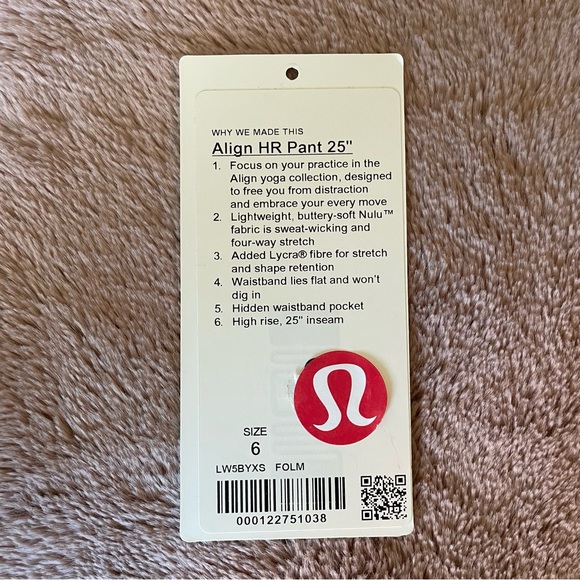 WHY WE MADE THIS
Align HR Pant 25"
1. Focus on your practice in the
Align yoga collection, designed
to free you from distraction
and embrace your every move
2. Lightweight, buttery-soft Nulu™
fabric is sweat-wicking and
four-way stretch
3. Added Lycra® fibre for stretch
and shape retention
4. Waistband lies flat and won't
dig in
5. Hidden waistband pocket
6. High rise, 25" inseam
SIZE
6
LW5BYXS FOLM
000122751038